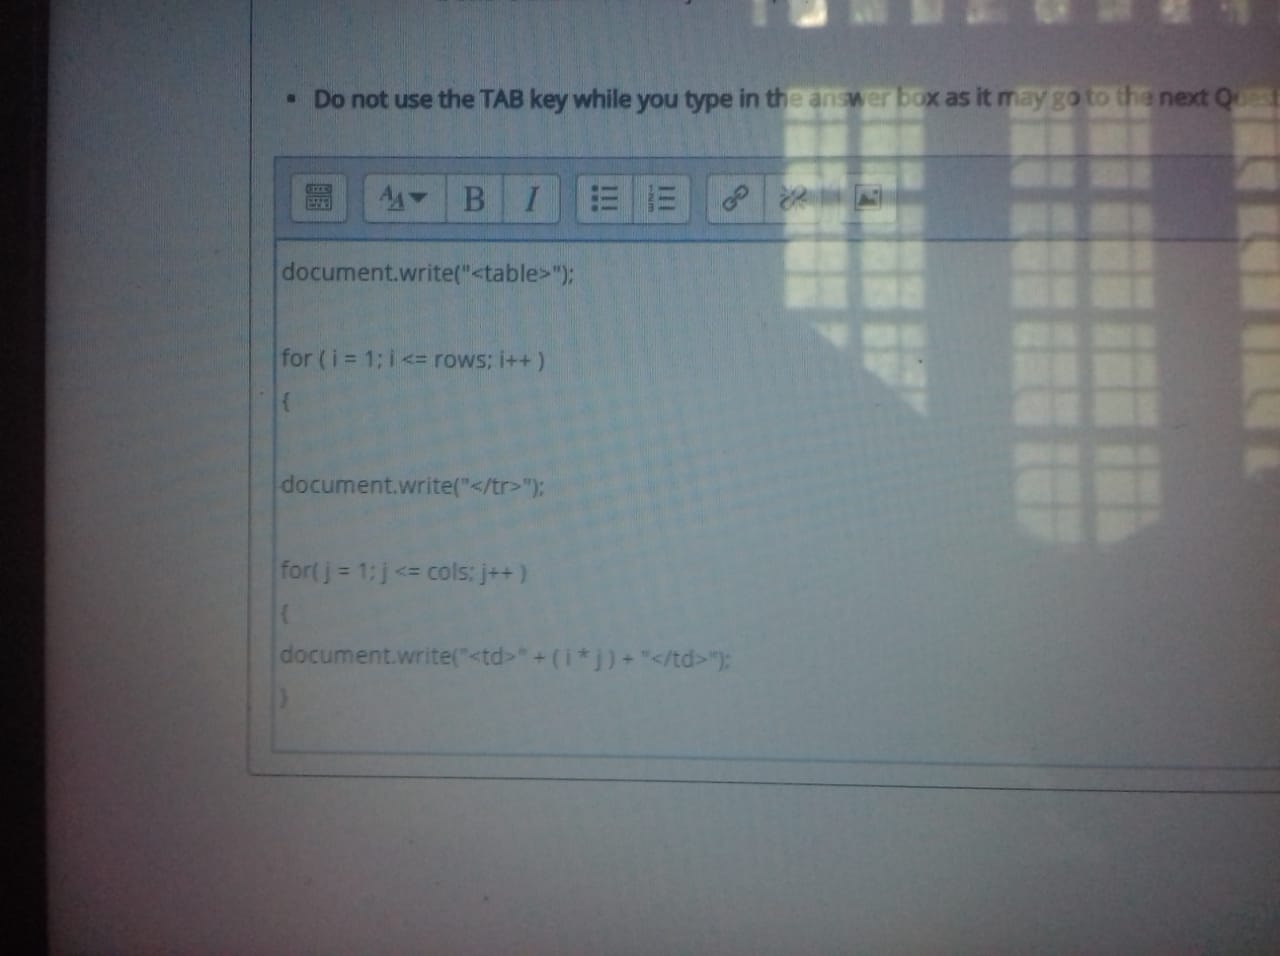 Do not use the TAB key while you type in the answer box as it may go to the next
document.write("<table>");
for ( i = 1; i <= rows; i++ )
{
document.write("</tr>");
for( j = 1; j <= cols; j++ )
{
document.write("<td>" + ( i * j ) + "</td>");
}